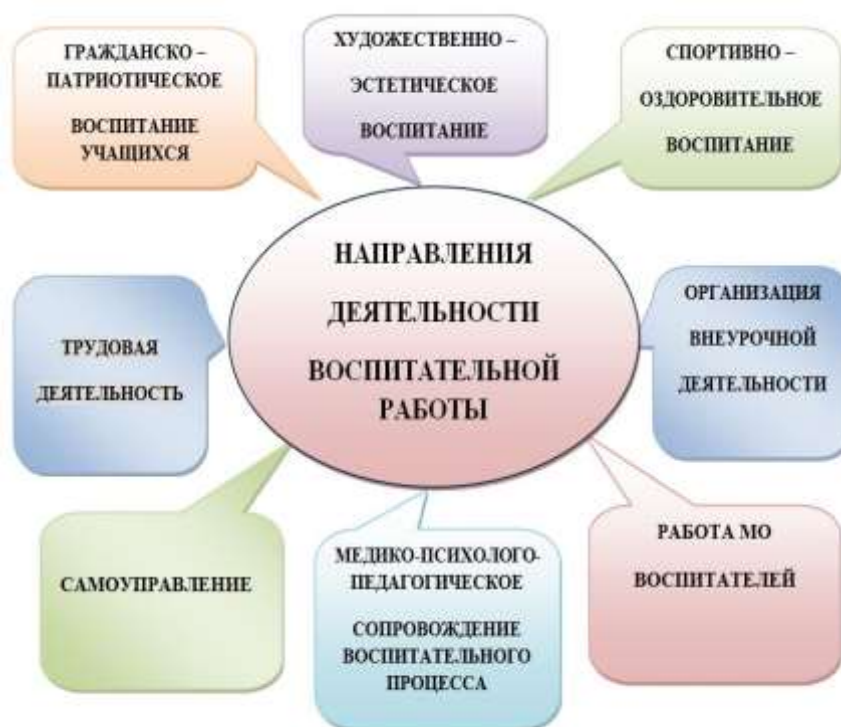 ГРАЖДАНСКО –
ПАТРИОТИЧЕСКОЕ
ВОСПИТАНИЕ
УЧАЩИХСЯ
ХУДОЖЕСТВЕННО –
ЭСТЕТИЧЕСКОЕ
ВОСПИТАНИЕ
СПОРТИВНО –
ОЗДОРОВИТЕЛЬНОЕ
ВОСПИТАНИЕ
НАПРАВЛЕНИЯ
ДЕЯТЕЛЬНОСТИ
ВОСПИТАТЕЛЬНОЙ
РАБОТЫ
ТРУДОВАЯ
ДЕЯТЕЛЬНОСТЬ
ОРГАНИЗАЦИЯ
ВНЕУРОЧНОЙ
ДЕЯТЕЛЬНОСТИ
САМОУПРАВЛЕНИЕ
МЕДИКО-ПСИХОЛОГО-
ПЕДАГОГИЧЕСКОЕ
СОПРОВОЖДЕНИЕ
ВОСПИТАТЕЛЬНОГО
ПРОЦЕССА
РАБОТА МО
ВОСПИТАТЕЛЕЙ